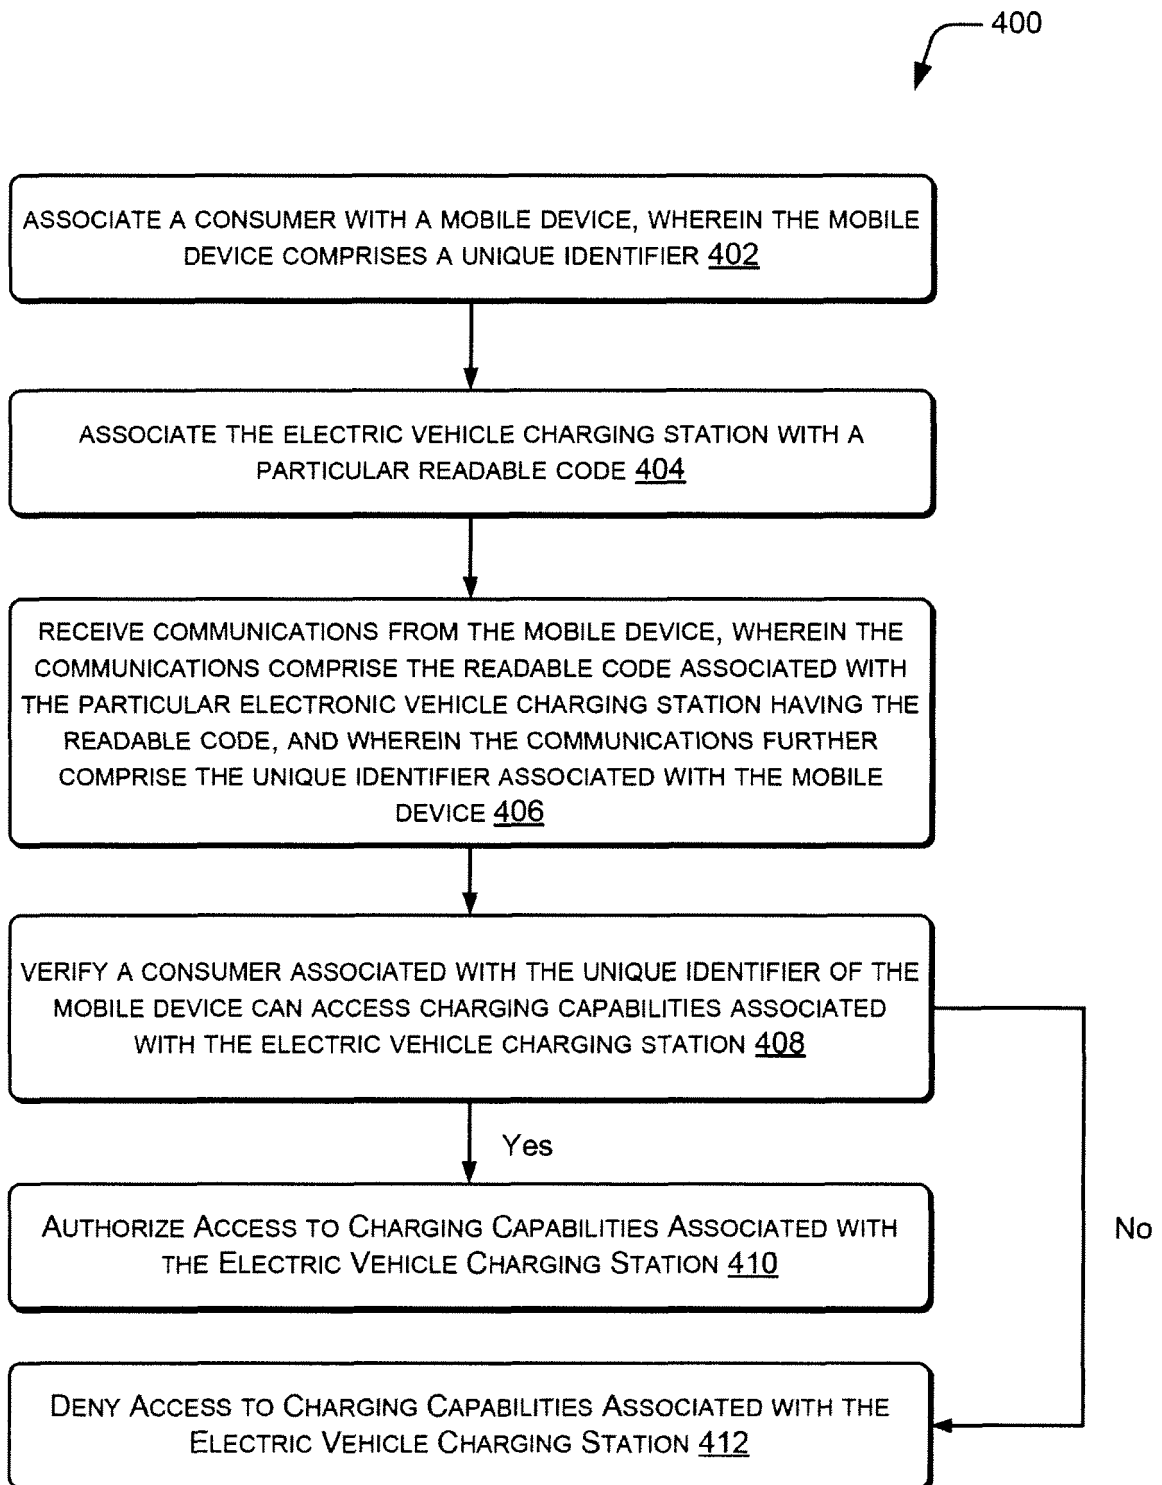 400
ASSOCIATE A CONSUMER WITH A MOBILE DEVICE, WHEREIN THE MOBILE
DEVICE COMPRISES A UNIQUE IDENTIFIER 402
ASSOCIATE THE ELECTRIC VEHICLE CHARGING STATION WITH A
PARTICULAR READABLE CODE 404
RECEIVE COMMUNICATIONS FROM THE MOBILE DEVICE, WHEREIN THE
COMMUNICATIONS COMPRISE THE READABLE CODE ASSOCIATED WITH
THE PARTICULAR ELECTRONIC VEHICLE CHARGING STATION HAVING THE
READABLE CODE, AND WHEREIN THE COMMUNICATIONS FURTHER
COMPRISE THE UNIQUE IDENTIFIER ASSOCIATED WITH THE MOBILE
DEVICE 406
VERIFY A CONSUMER ASSOCIATED WITH THE UNIQUE IDENTIFIER OF THE
MOBILE DEVICE CAN ACCESS CHARGING CAPABILITIES ASSOCIATED
WITH THE ELECTRIC VEHICLE CHARGING STATION 408
Yes
AUTHORIZE ACCESS TO CHARGING CAPABILITIES ASSOCIATED WITH
THE ELECTRIC VEHICLE CHARGING STATION 410
No
DENY ACCESS TO CHARGING CAPABILITIES ASSOCIATED WITH THE
ELECTRIC VEHICLE CHARGING STATION 412